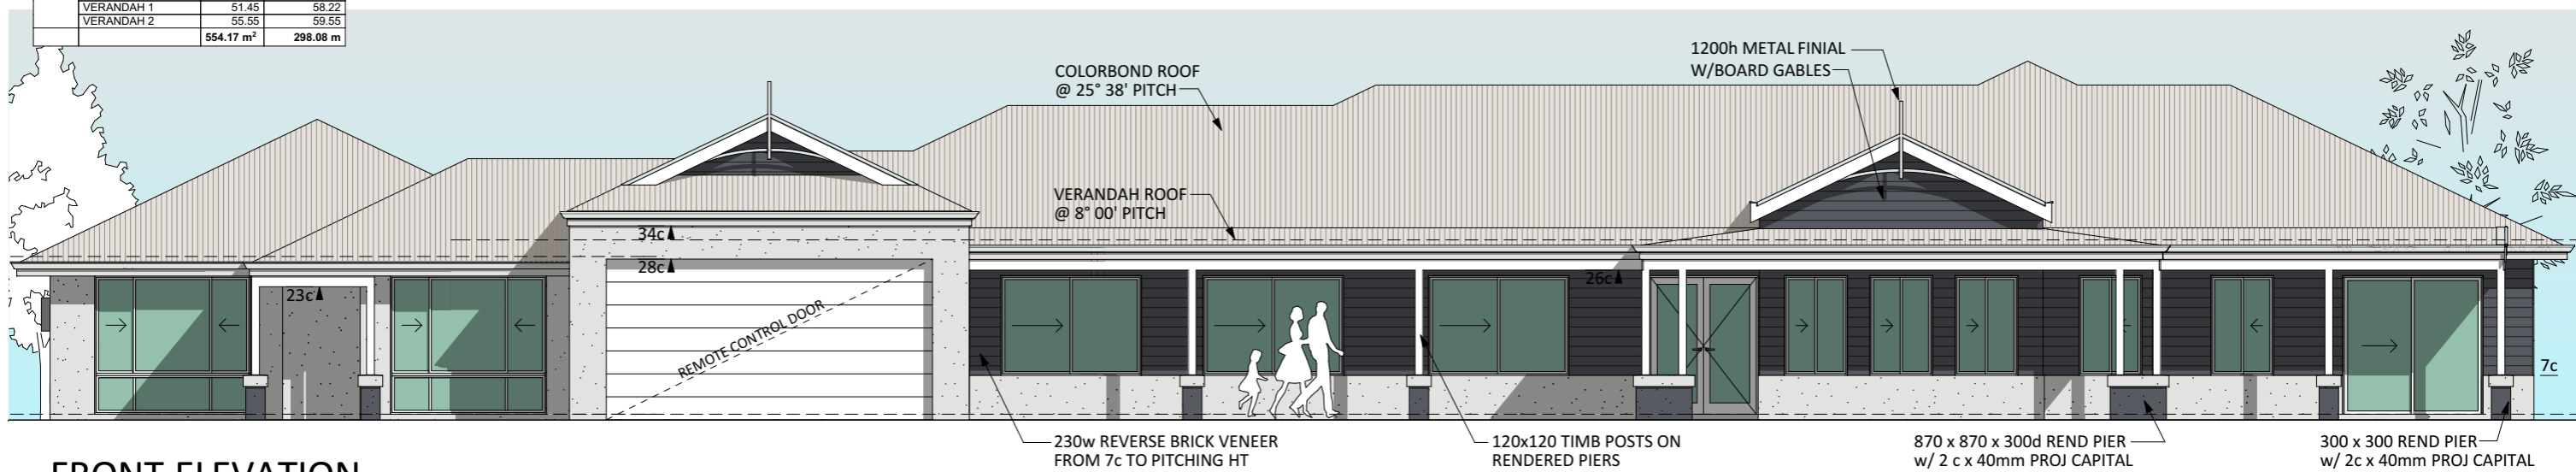 VERANDAH 1 51.45 58.22
VERANDAH 2 55.55 59.55
554.17 m² 298.08 m
1200h METAL FINIAL
W/BOARD GABLES
COLORBOND ROOF
@ 25° 38' PITCH
VERANDAH ROOF
@ 8° 00' PITCH
34c
28c
26c
23c
REMOTE CONTROL DOOR
7c
230w REVERSE BRICK VENEER
FROM 7c TO PITCHING HT
120x120 TIMB POSTS ON
RENDERED PIERS
870 x 870 x 300d REND PIER
w/ 2 c x 40mm PROJ CAPITAL
300 x 300 REND PIER
w/ 2c x 40mm PROJ CAPITAL
FRONT ELEVATION